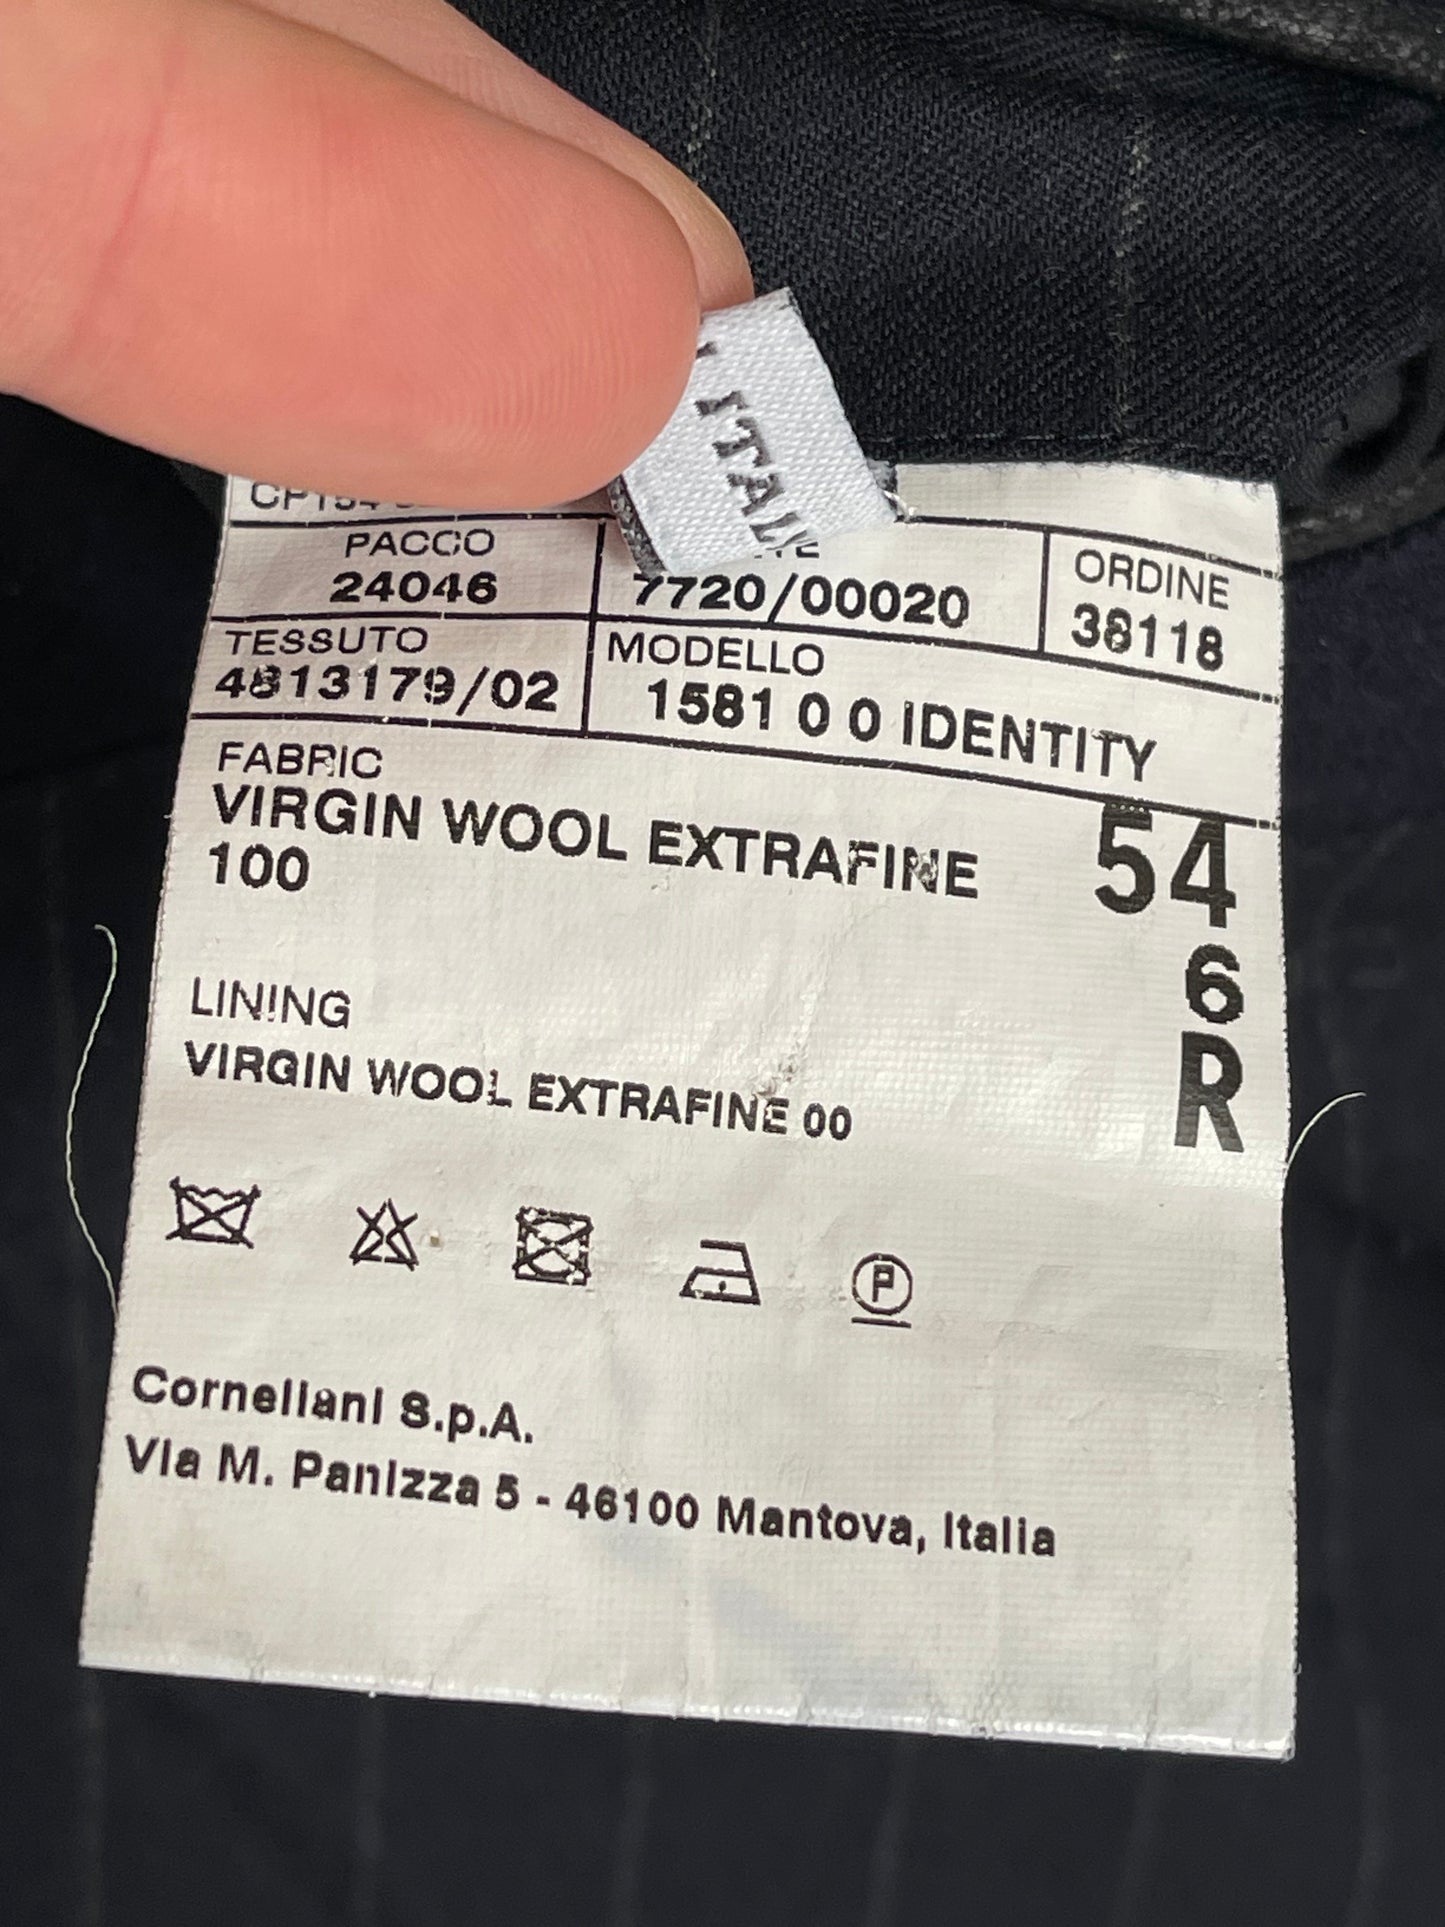 ITALY
PACCO
24046
7720/00020
ORDINE
38118
TESSUTO
4813179/02
MODELLO
1581 0 0 IDENTITY
FABRIC
VIRGIN WOOL EXTRAFINE
100
54
6
R
LINING
VIRGIN WOOL EXTRAFINE 00
P
Corneliani S.p.A.
Via M. Panizza 5 - 46100 Mantova, Italia